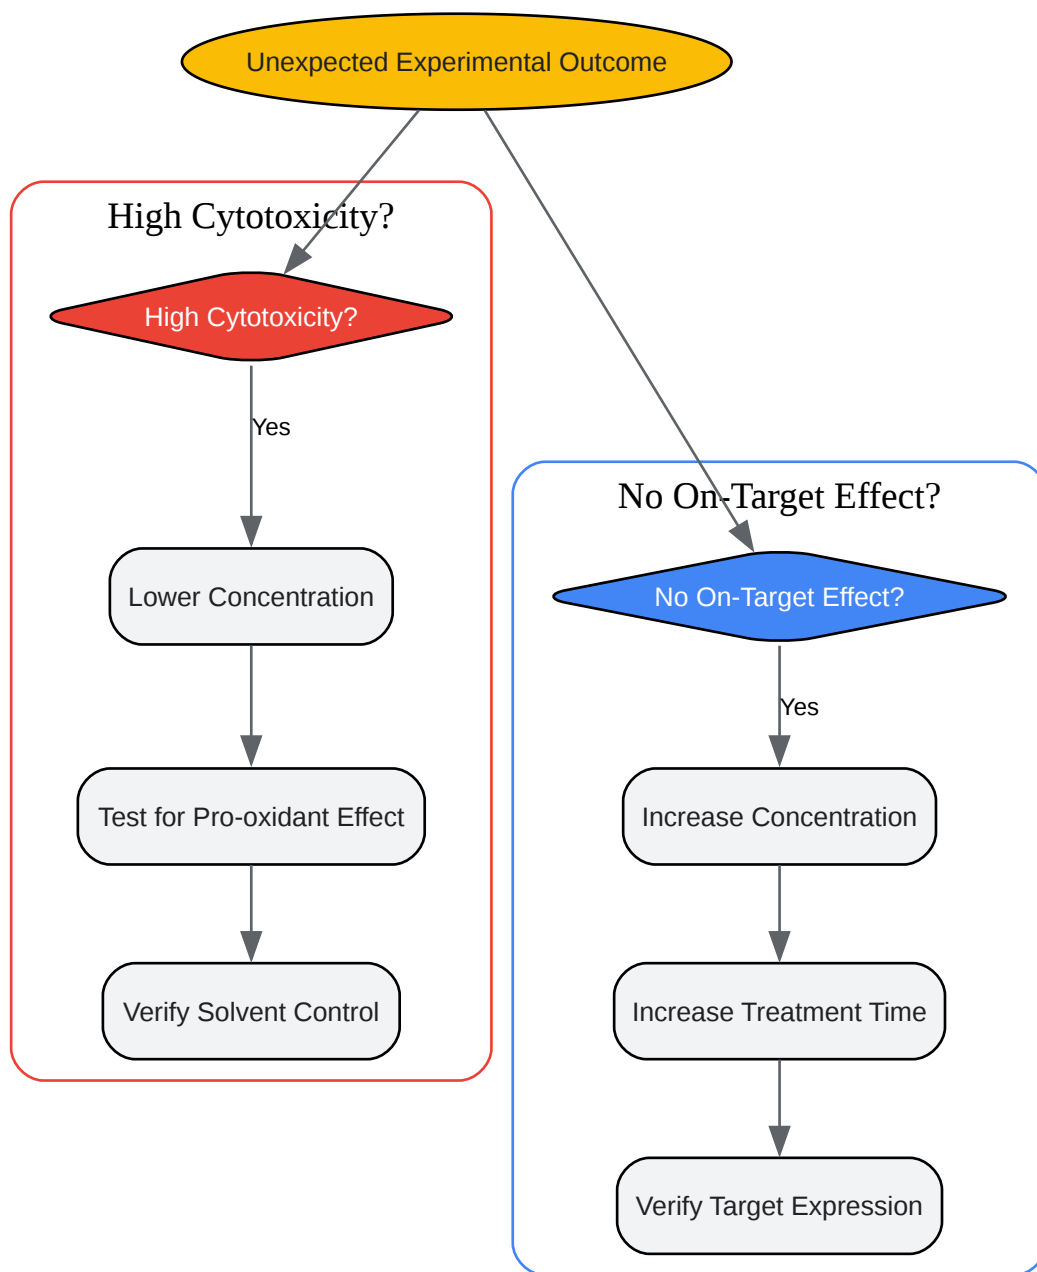 Unexpected Experimental Outcome
High Cytotoxicity?
High Cytotoxicity?
Yes
Lower Concentration
Test for Pro-oxidant Effect
Verify Solvent Control
No On-Target Effect?
No On-Target Effect?
Yes
Increase Concentration
Increase Treatment Time
Verify Target Expression